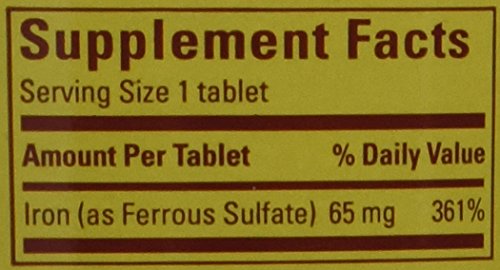 Supplement Facts
Serving Size 1 tablet
Amount Per Tablet % Daily Value
Iron (as Ferrous Sulfate) 65 mg 361%